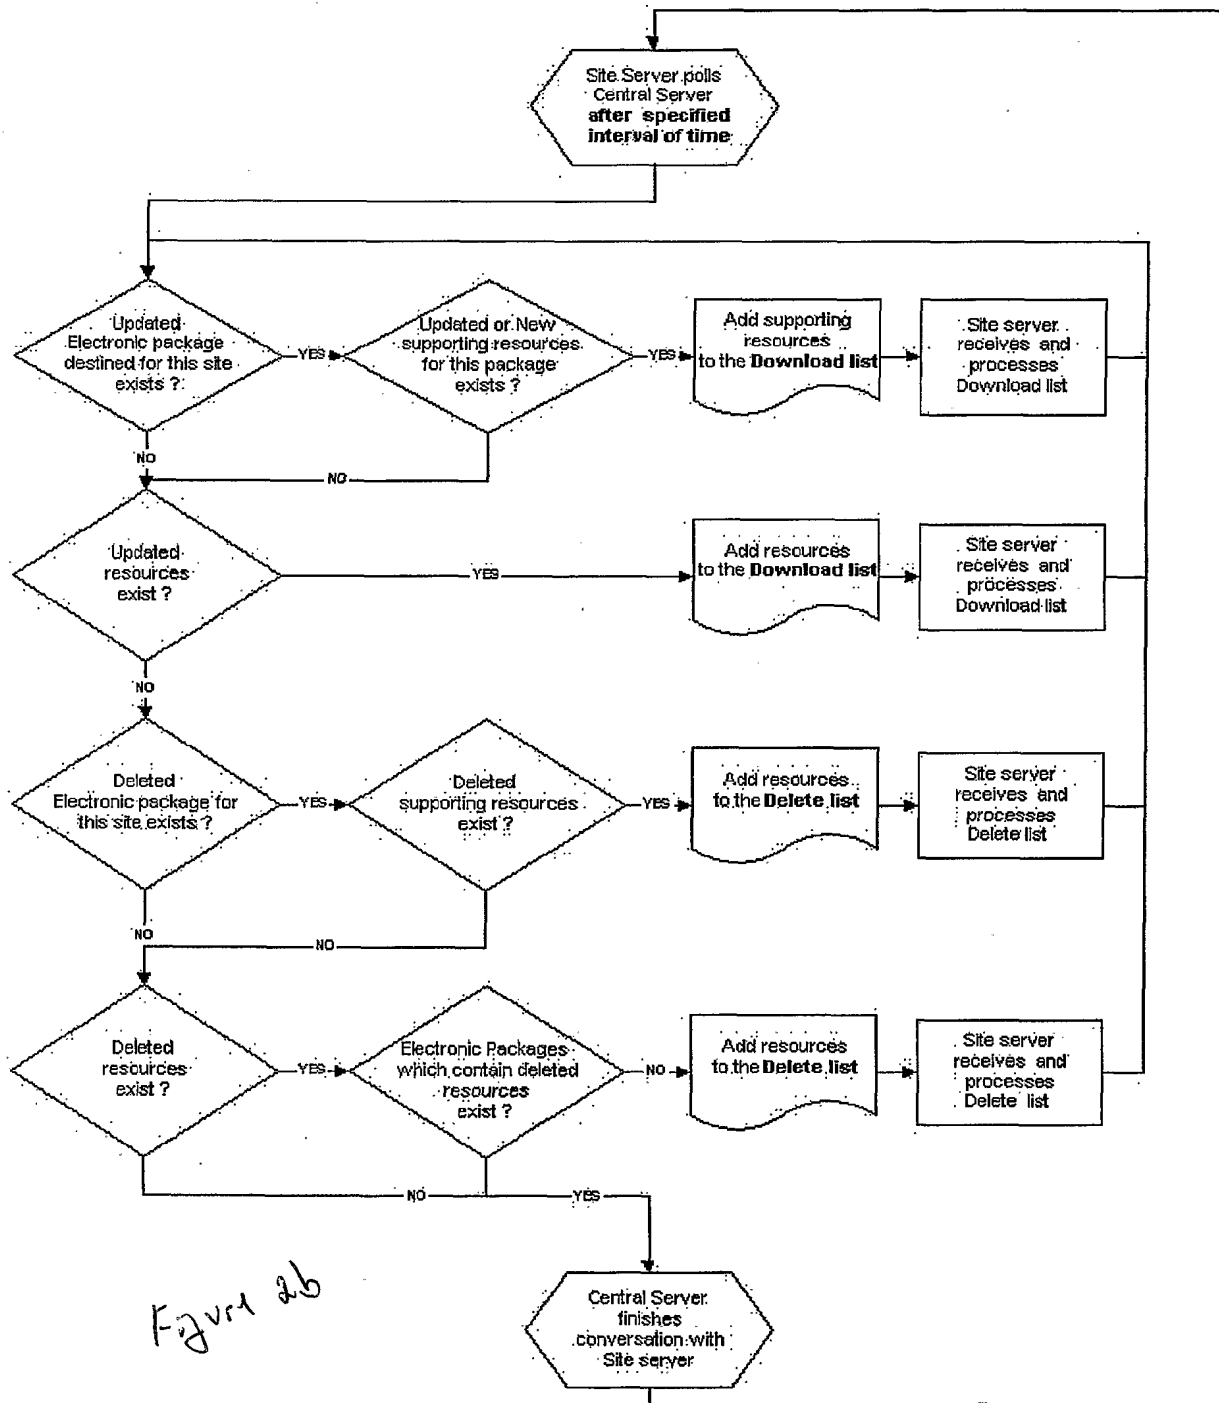 Site Server polls
Central Server
after specified
interval of time
Updated
Electronic package
destined for this site
exists ?
YES
Updated or New
supporting resources
for this package
exists ?
YES
Add supporting
resources
to the Download list
Site server
receives and
processes
Download list
NO
NO
Updated
resources
exist ?
YES
Add resources
to the Download list
Site server
receives and
processes
Download list
NO
Deleted
Electronic package for
this site exists ?
YES
Deleted
supporting resources
exist ?
YES
Add resources
to the Delete list
Site server
receives and
processes
Delete list
NO
NO
Deleted
resources
exist ?
YES
Electronic Packages
which contain deleted
resources
exist ?
NO
Add resources
to the Delete list
Site server
receives and
processes
Delete list
NO
YES
Central Server
finishes
conversation with
Site server
Figure 2b